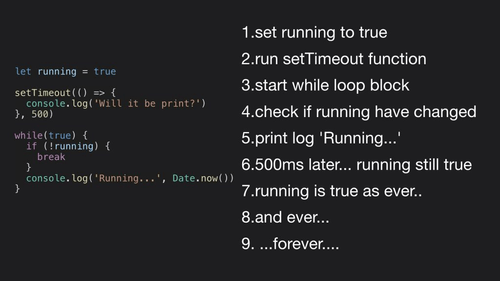 let running = true
setTimeout(() => {
console.log('Will it be print?')
}, 500)
while(true) {
if (!running) {
break
}
console.log('Running...', Date.now())
}
1.set running to true
2.run setTimeout function
3.start while loop block
4.check if running have changed
5.print log 'Running...'
6.500ms later... running still true
7.running is true as ever..
8.and ever...
9. ...forever....